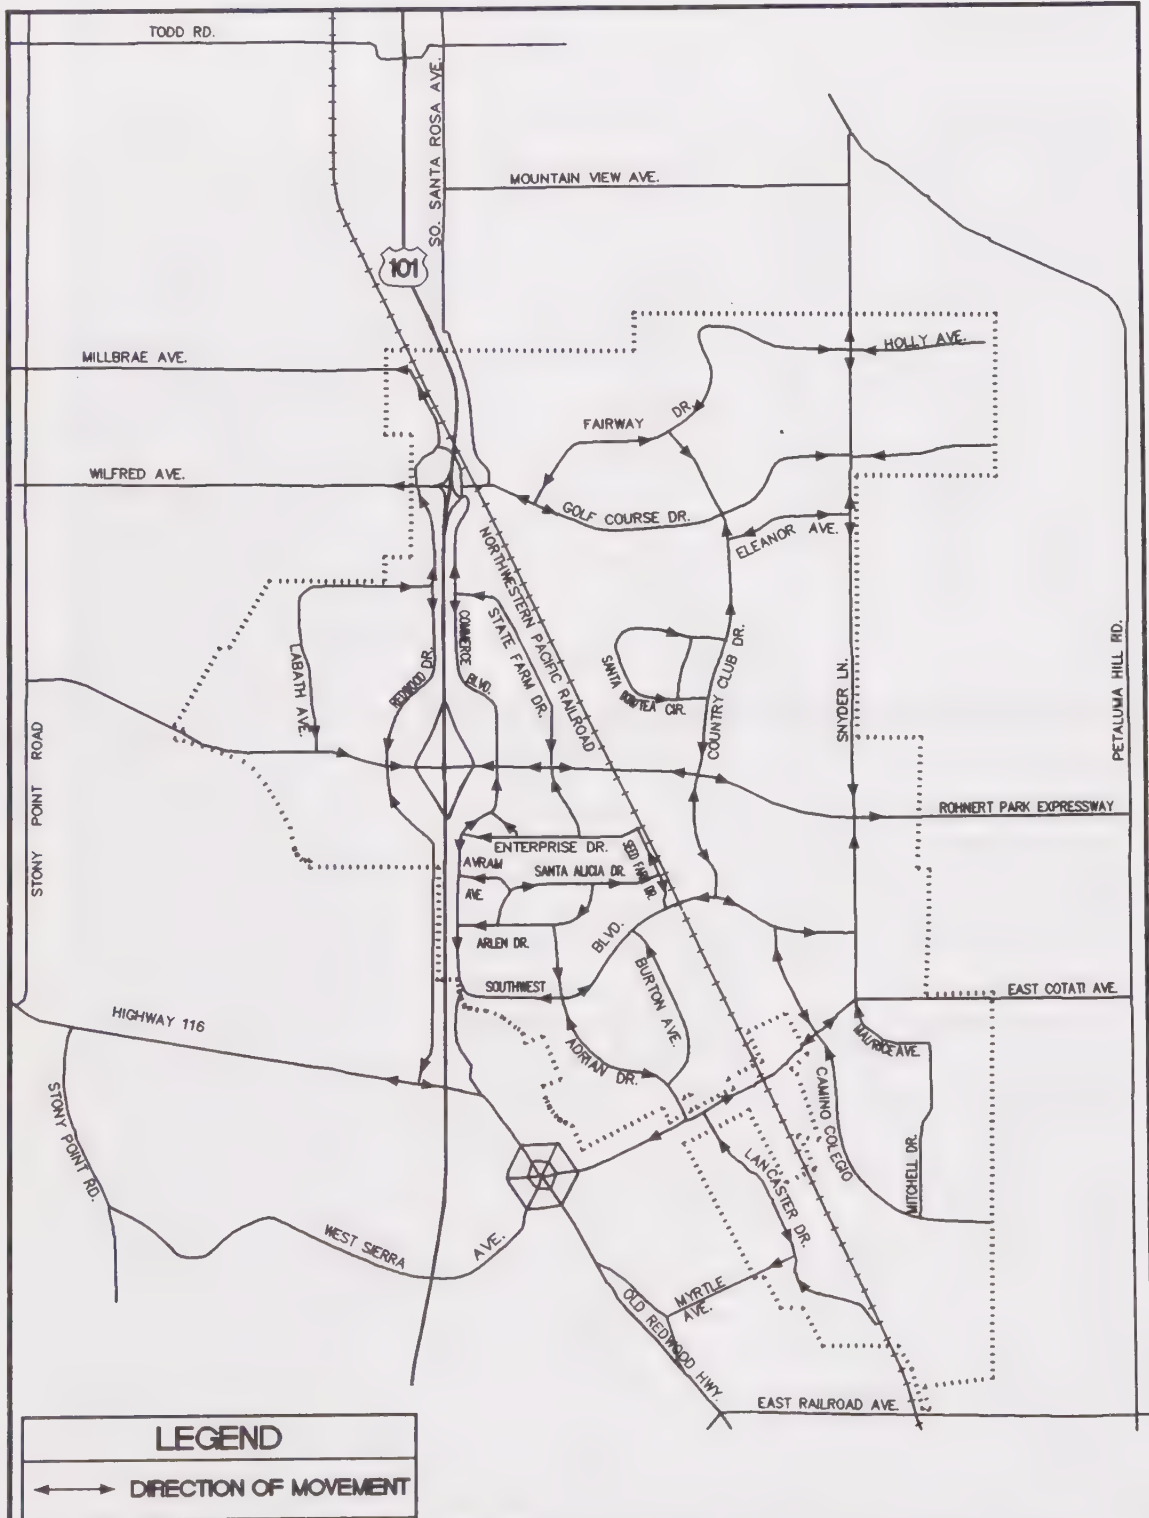 TODD RD.
SO. SANTA ROSA AVE.
MOUNTAIN VIEW AVE.
101
MILLBRAE AVE.
HOLLY AVE.
FAIRWAY DR.
WILFRED AVE.
GOLF COURSE DR.
ELEANOR AVE.
NORTHWESTERN PACIFIC RAILROAD
COMMERCE BLVD.
STATE FARM DR.
LABATH AVE.
REDWOOD DR.
SANTA DOROTEA CIR.
COUNTRY CLUB DR.
SNYDER LN.
PETALUMA HILL RD.
STONY POINT ROAD
ROHNERT PARK EXPRESSWAY
ENTERPRISE DR.
SEED FARM DR.
AVRAM AVE.
SANTA ALICIA DR.
ARLEN DR.
SOUTHWEST BLVD.
BURTON AVE.
EAST COTATI AVE.
HIGHWAY 116
ADRIAN DR.
MAURICE AVE.
CAMINO COLEGIO
STONY POINT RD.
LANCASTER DR.
MITCHELL DR.
WEST SIERRA AVE.
MYRTLE AVE.
OLD REDWOOD HWY.
EAST RAILROAD AVE.
LEGEND
DIRECTION OF MOVEMENT